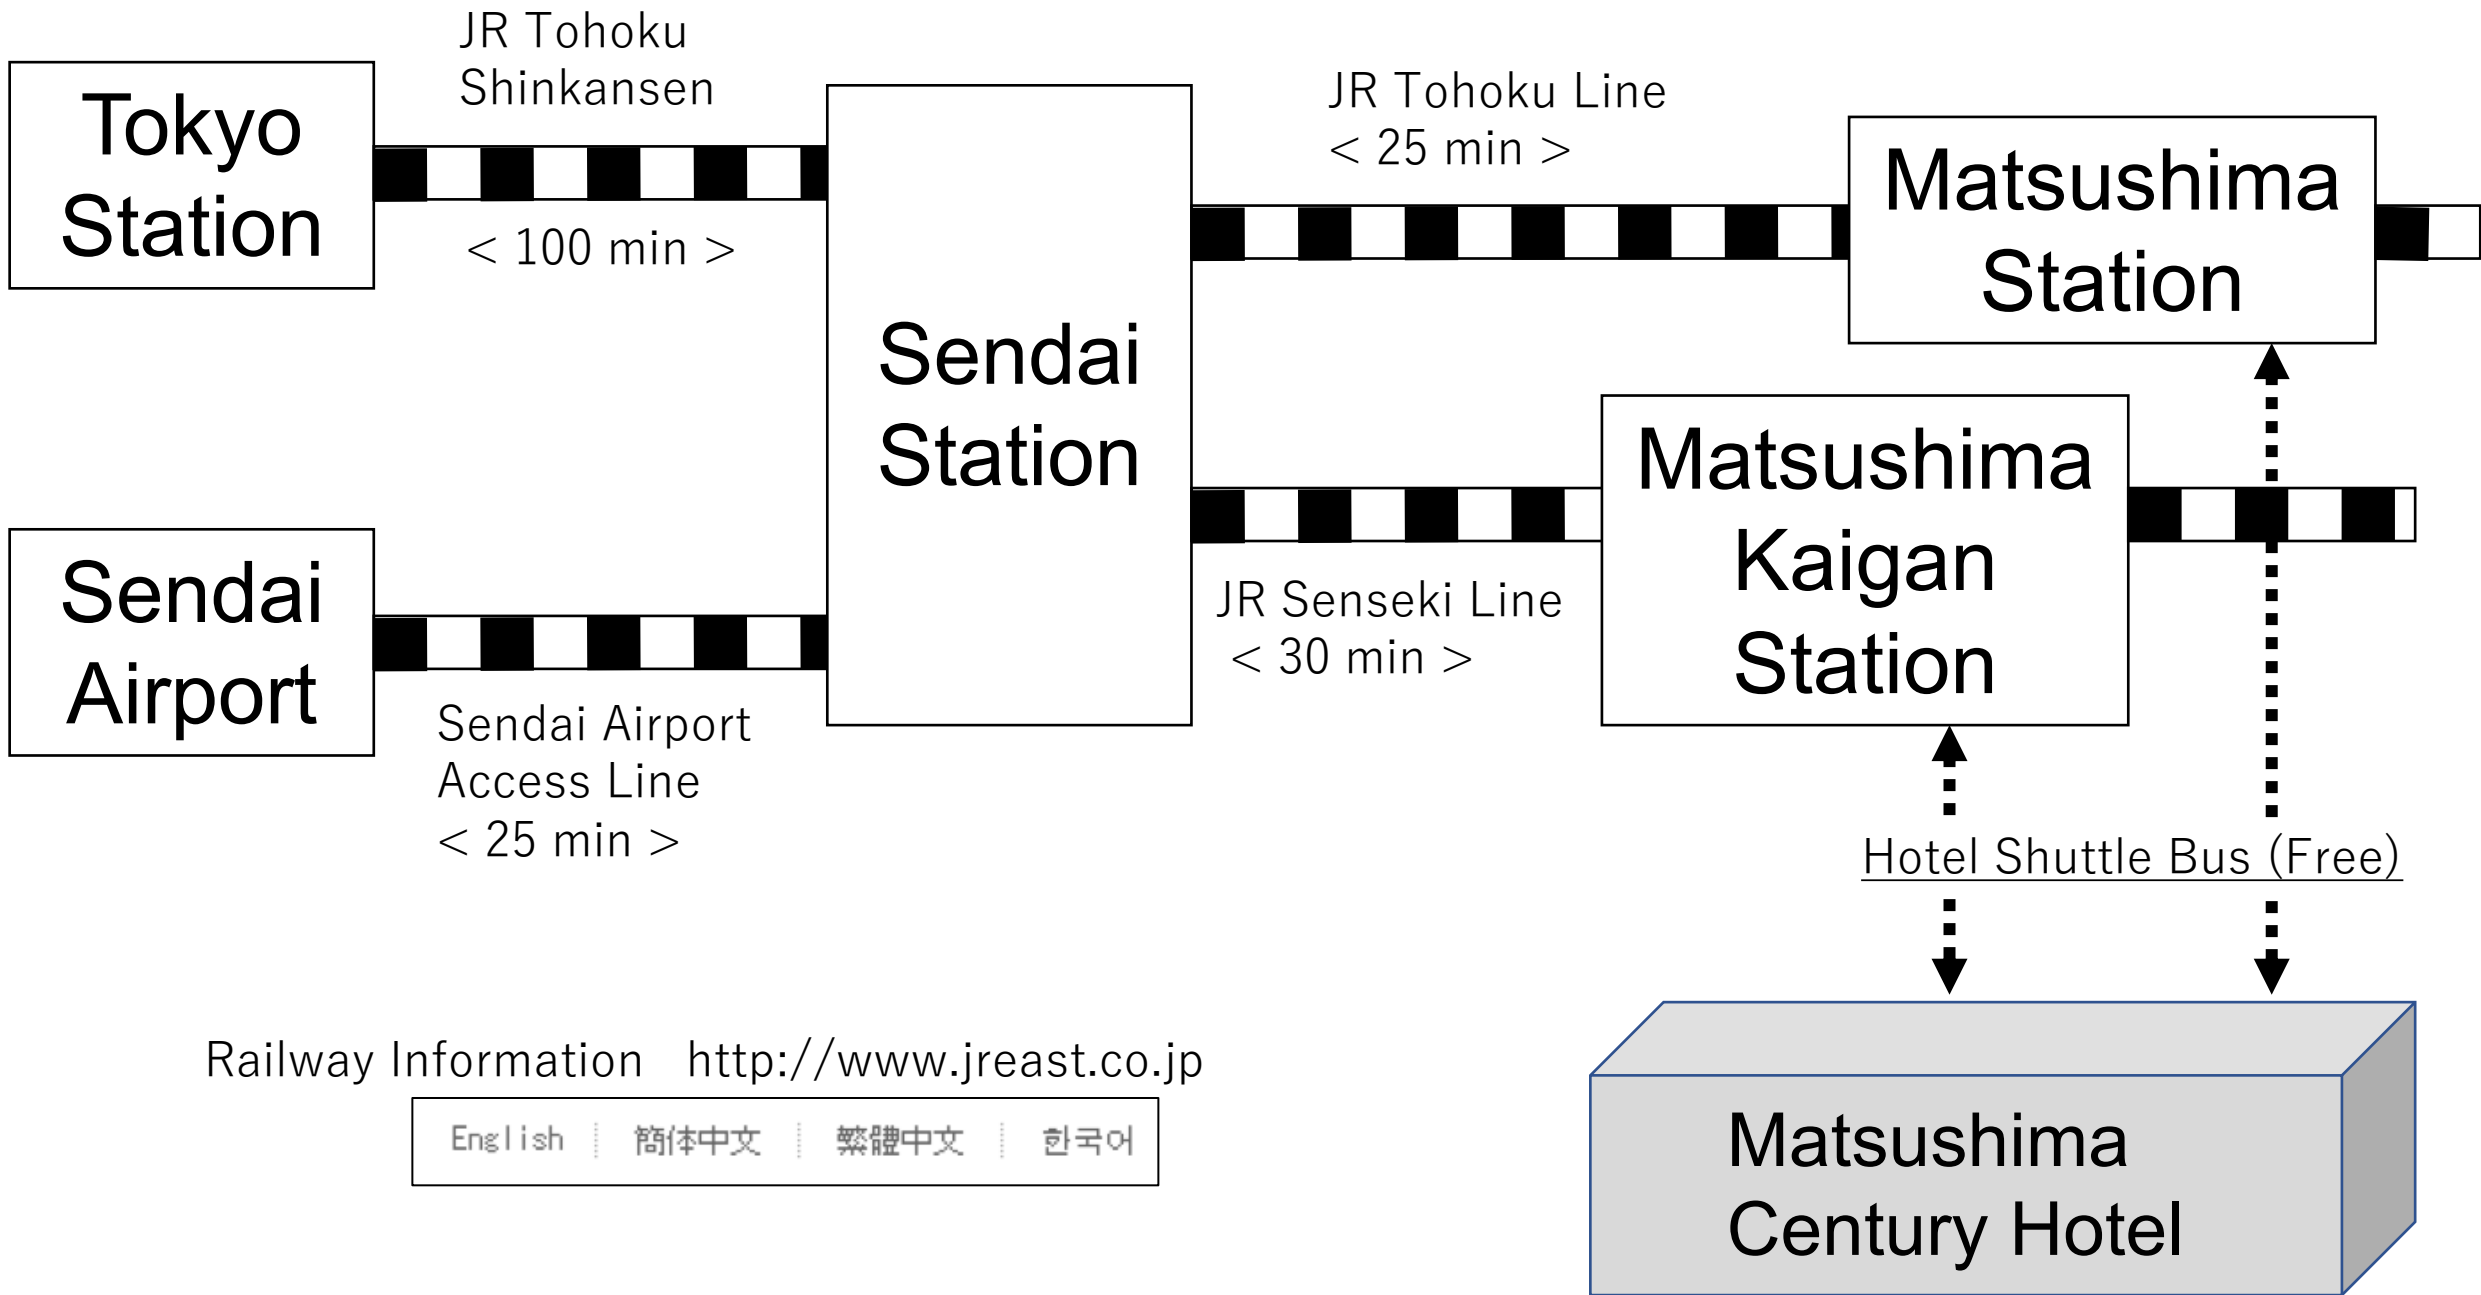 JR Tohoku
Shinkansen
Tokyo
Station
< 100 min >
JR Tohoku Line
< 25 min >
Matsushima
Station
Sendai
Station
Sendai
Airport
Sendai Airport
Access Line
< 25 min >
JR Senseki Line
< 30 min >
Matsushima
Kaigan
Station
Hotel Shuttle Bus (Free)
Railway Information http://www.jreast.co.jp
English 簡体中文 繁體中文 한국어
Matsushima
Century Hotel